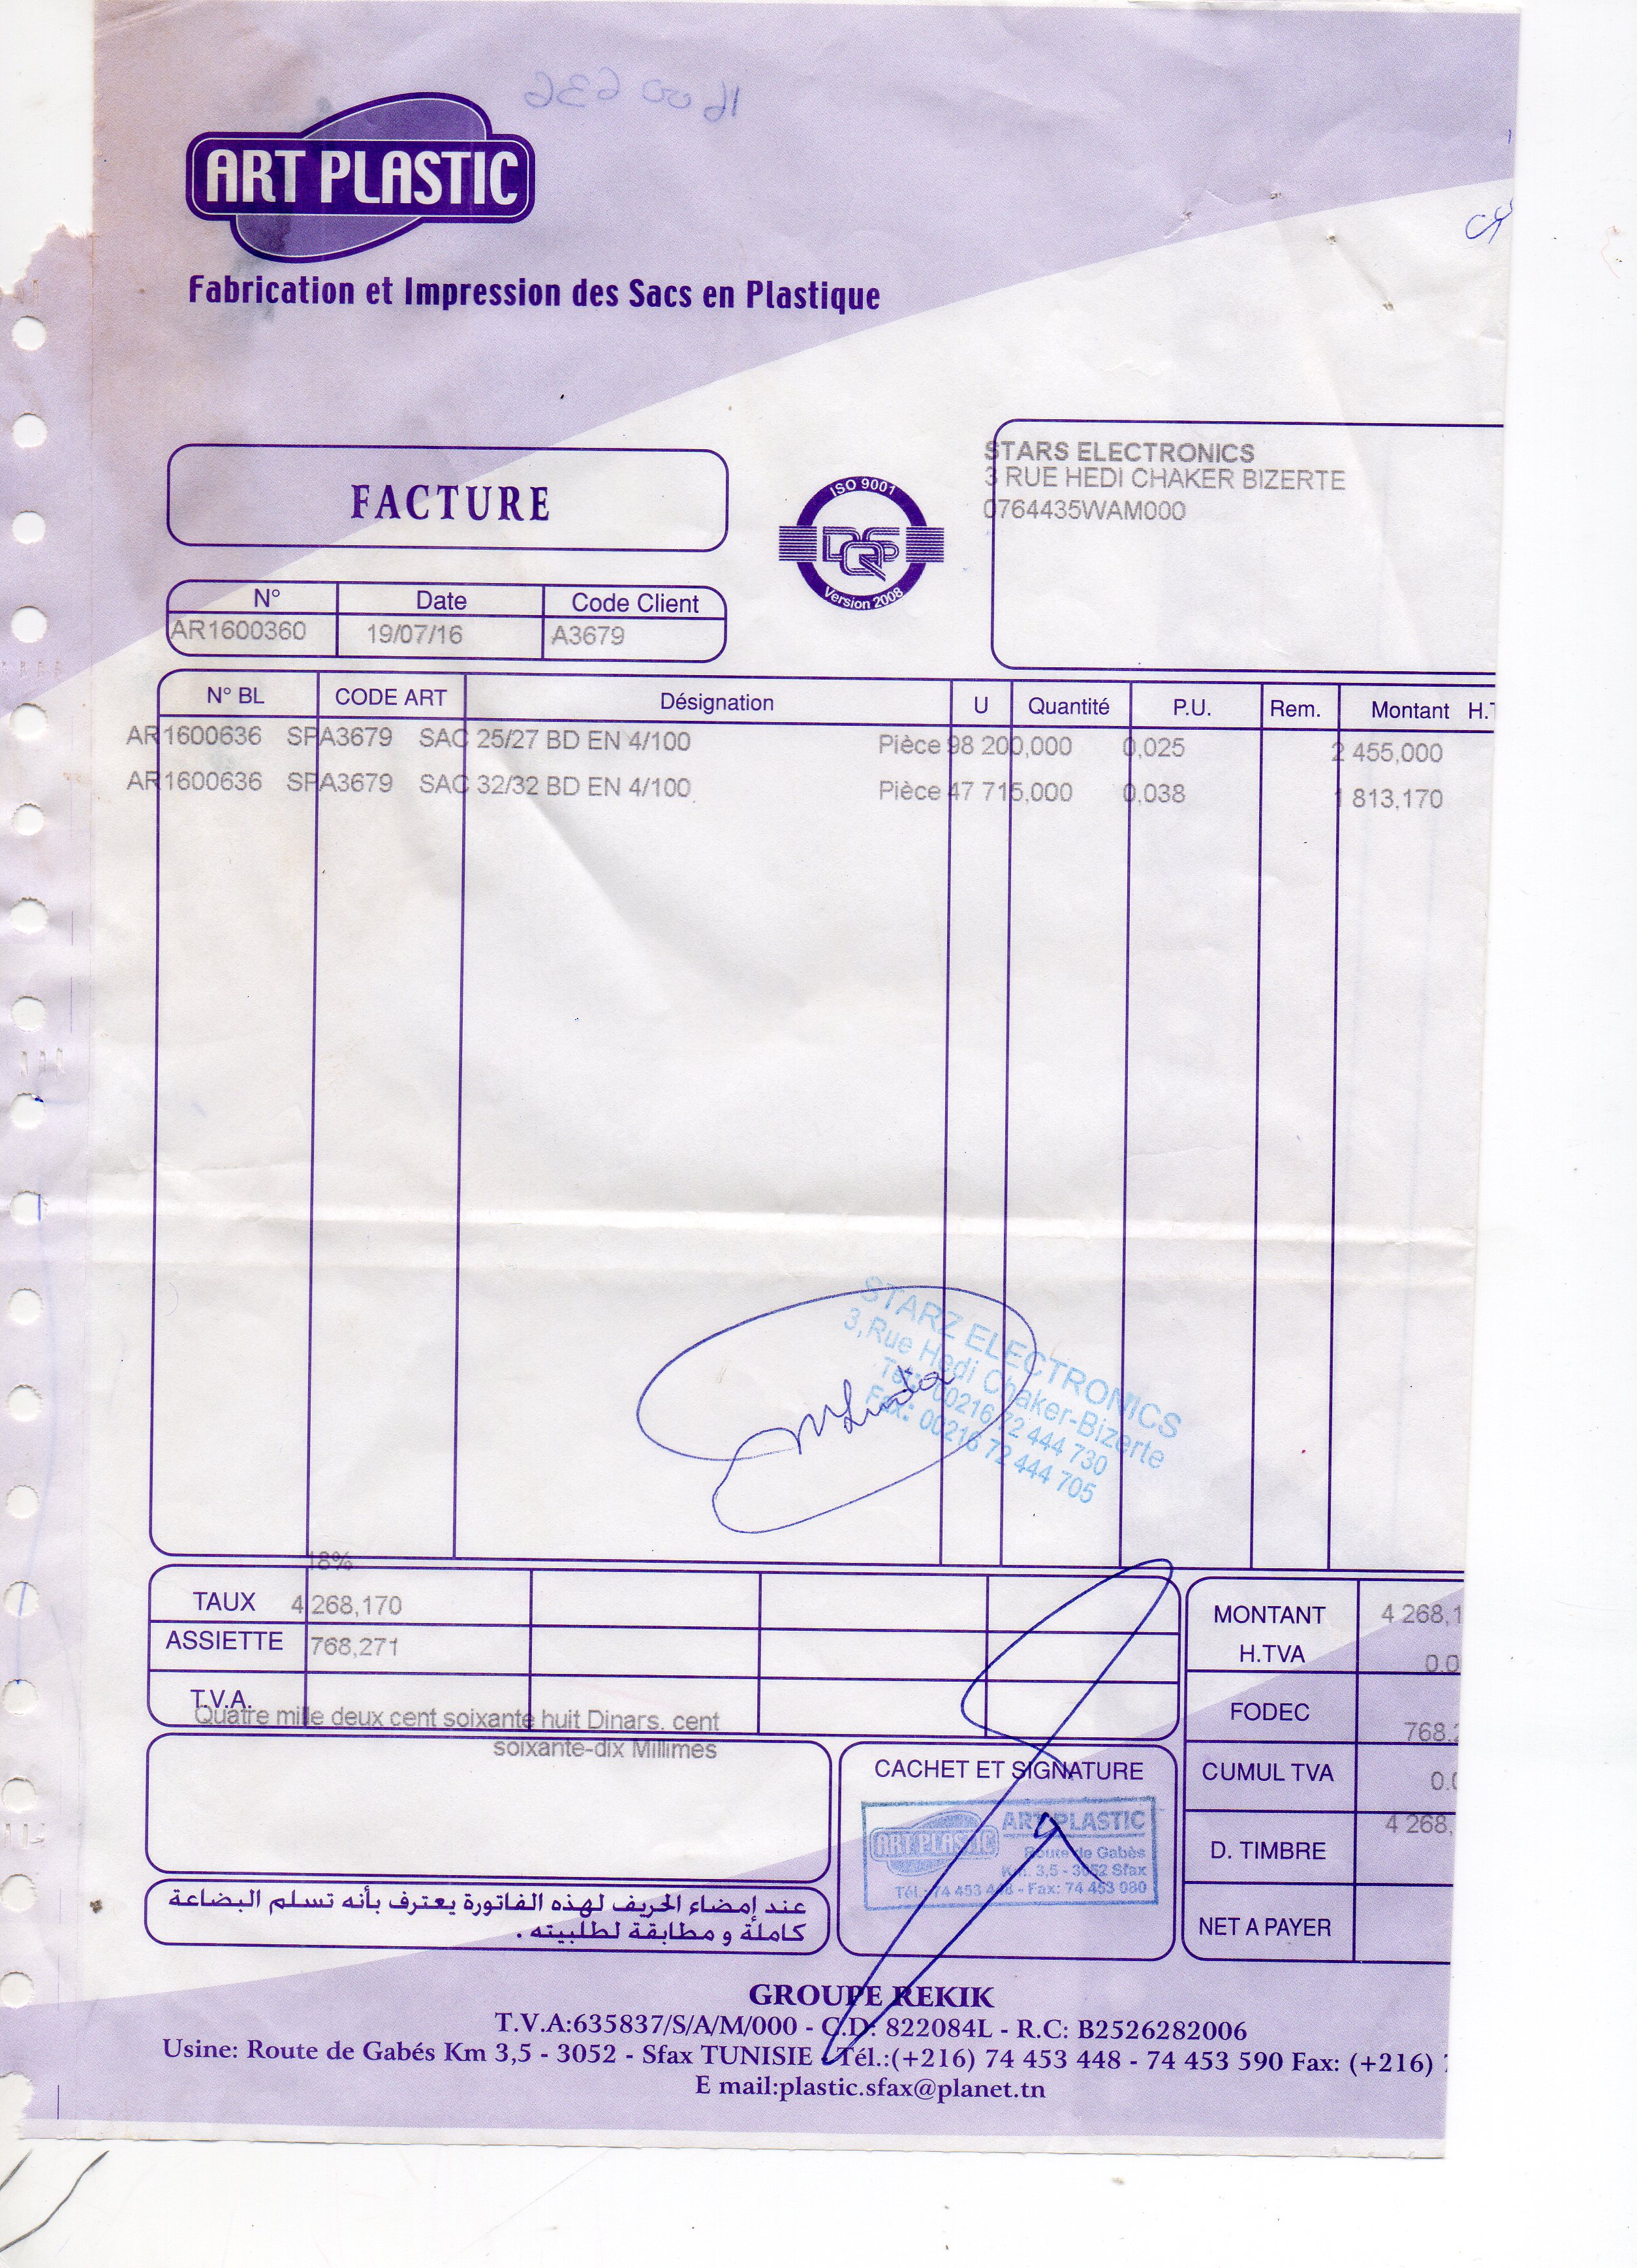 16 00 636
ART PLASTIC
Fabrication et Impression des Sacs en Plastique
FACTURE
ISO 9001
DQS
Version 2008
STARS ELECTRONICS
3 RUE HEDI CHAKER BIZERTE
0764435WAM000
N° Date Code Client
AR1600360 19/07/16 A3679
N° BL CODE ART Désignation U Quantité P.U. Rem. Montant H.T
AR1600636 SPA3679 SAC 25/27 BD EN 4/100 Pièce 98 200,000 0,025 2 455,000
AR1600636 SPA3679 SAC 32/32 BD EN 4/100 Pièce 47 715,000 0,038 1 813,170
STARZ ELECTRONICS
3,Rue Hedi Chaker-Bizerte
Tel: 00216 72 444 730
Fax: 00216 72 444 705
18%
TAUX 4 268,170
ASSIETTE 768,271
T.V.A.
Quatre mille deux cent soixante huit Dinars. cent
soixante-dix Millimes
MONTANT H.TVA 4 268,1
0.0
FODEC
768.2
CUMUL TVA
0.0
4 268,
D. TIMBRE
NET A PAYER
CACHET ET SIGNATURE
ART PLASTIC
ART PLASTIC
Route de Gabès
Km. 3,5 - 3052 Sfax
Tél.: 74 453 448 - Fax: 74 453 080
عند إمضاء الحريف لهذه الفاتورة يعترف بأنه تسلم البضاعة
كاملة و مطابقة لطلبيته .
GROUPE REKIK
T.V.A:635837/S/A/M/000 - C.D: 822084L - R.C: B2526282006
Usine: Route de Gabés Km 3,5 - 3052 - Sfax TUNISIE - Tél.:(+216) 74 453 448 - 74 453 590 Fax: (+216)
E mail:plastic.sfax@planet.tn